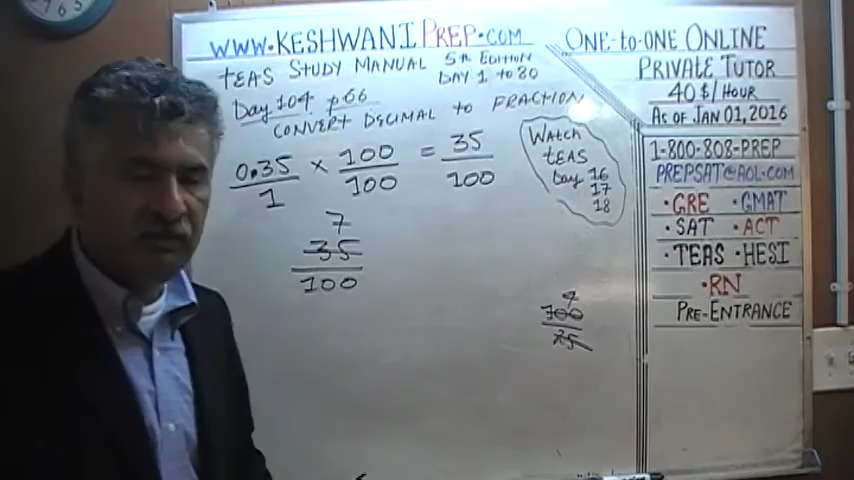 WWW.KESHWANI PREP.COM
TEAS STUDY MANUAL 5TH EDITION
DAY 1 TO 80
Day 104 p66
CONVERT DECIMAL TO FRACTION
0.35 × 100 = 35
1 100 100
7
35
100
WATCH
TEAS
Day 16
17
18
4
100
25
ONE-TO-ONE ONLINE
PRIVATE TUTOR
40 $/HOUR
AS OF JAN 01, 2016
1-800-808-PREP
PREPSAT@AOL.COM
•GRE •GMAT
•SAT •ACT
•TEAS •HESI
•RN
PRE-ENTRANCE